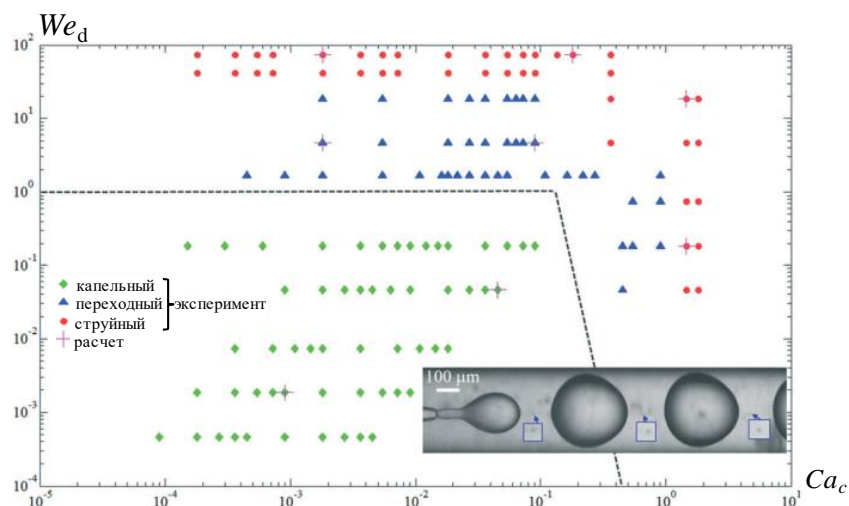 We_d
10^2
10^1
10^0
10^-1
10^-2
10^-3
10^-4
капельный
переходный
струйный
эксперимент
расчет
100 μm
10^-5
10^-4
10^-3
10^-2
10^-1
10^0
10^1
Ca_c